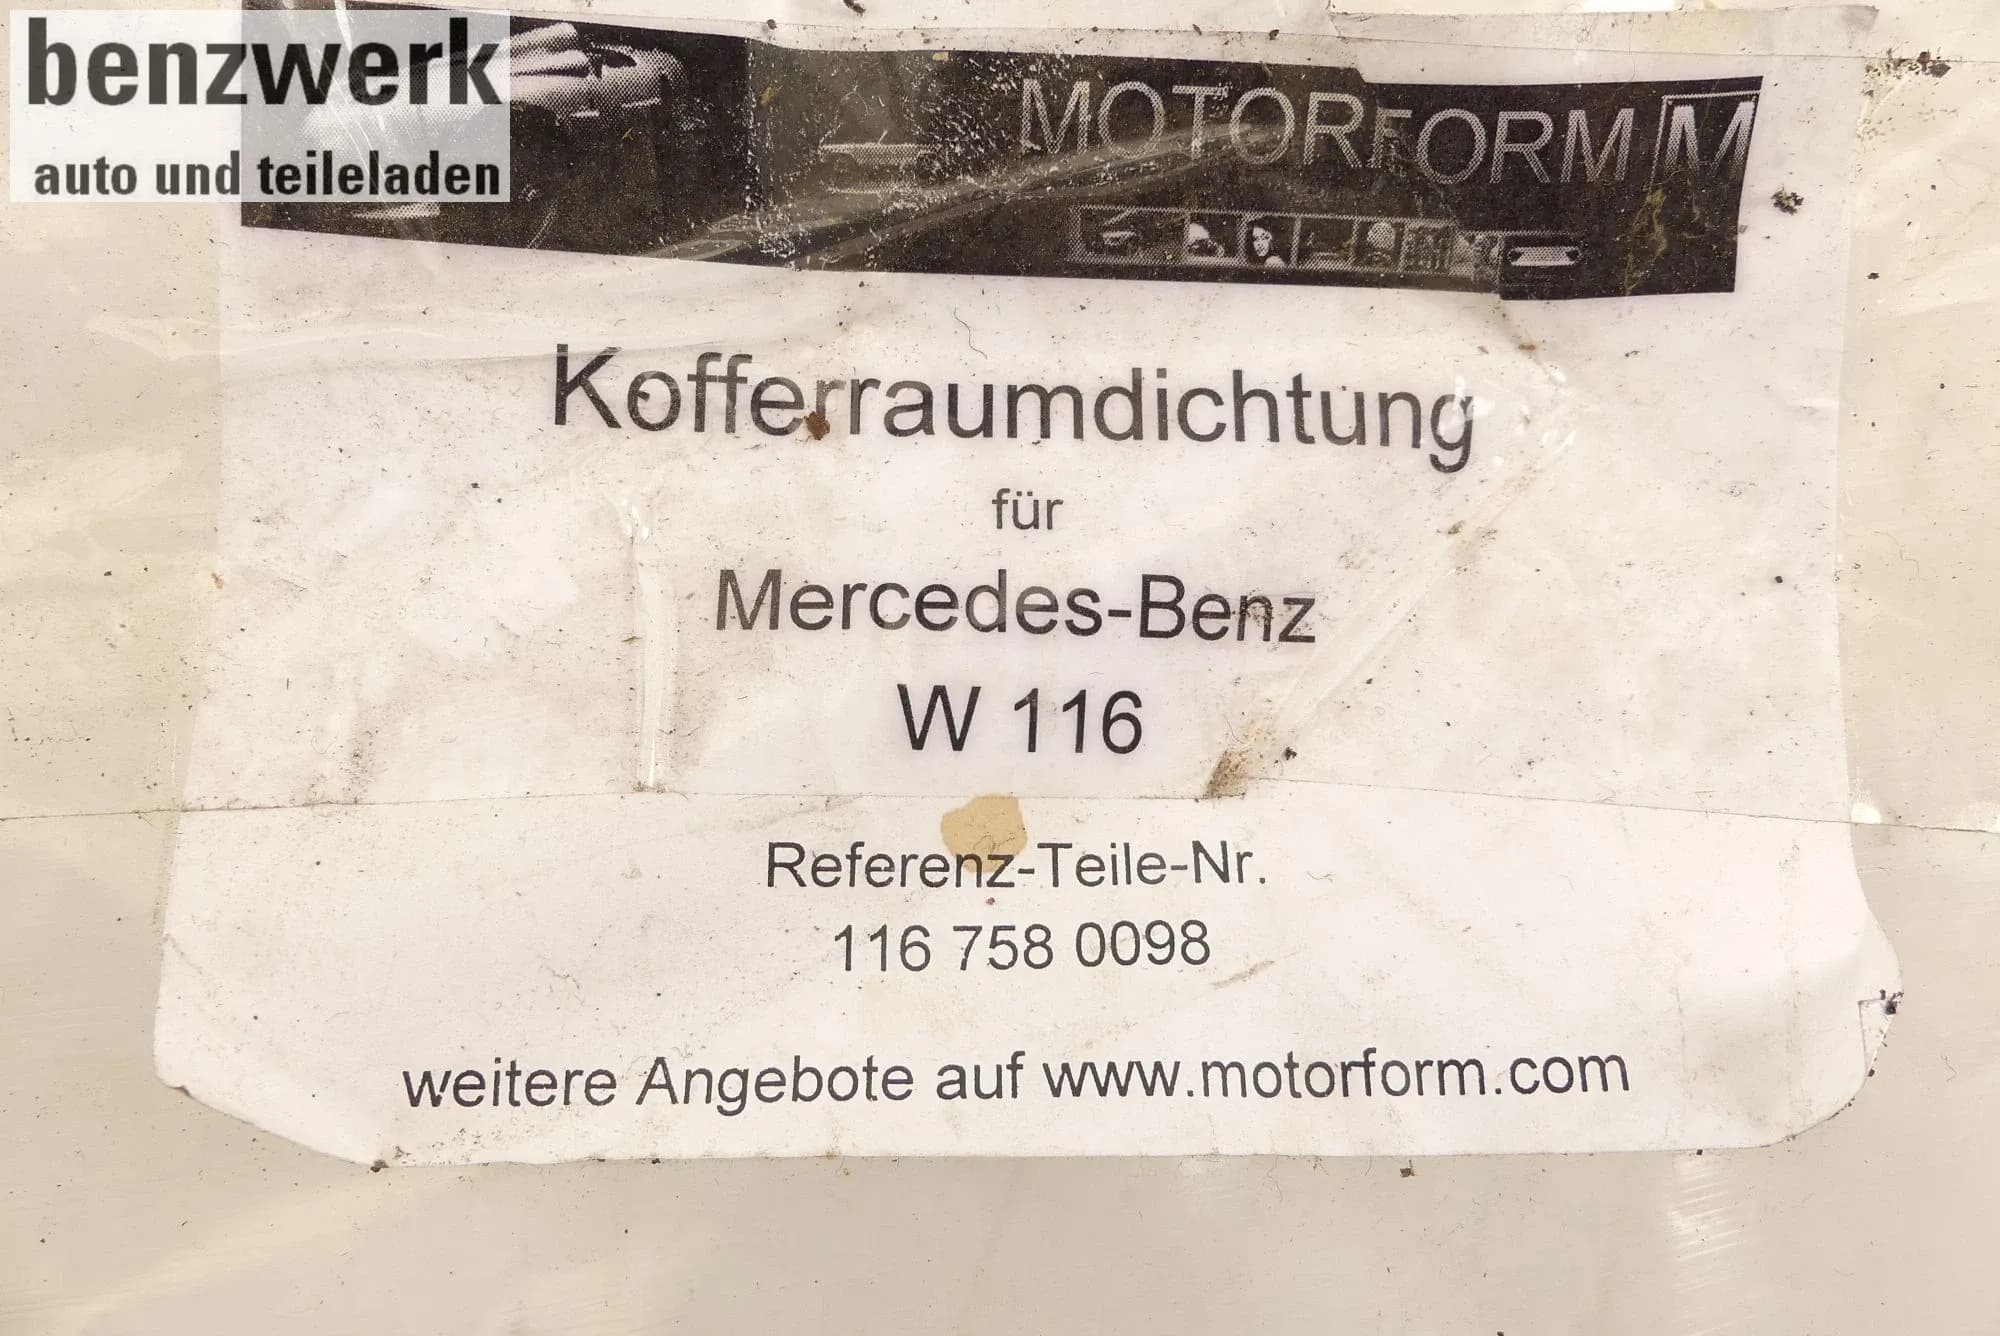 benzwerk
auto und teileladen
MOTORFORM M
Kofferraumdichtung
für
Mercedes-Benz
W 116
Referenz-Teile-Nr.
116 758 0098
weitere Angebote auf www.motorform.com